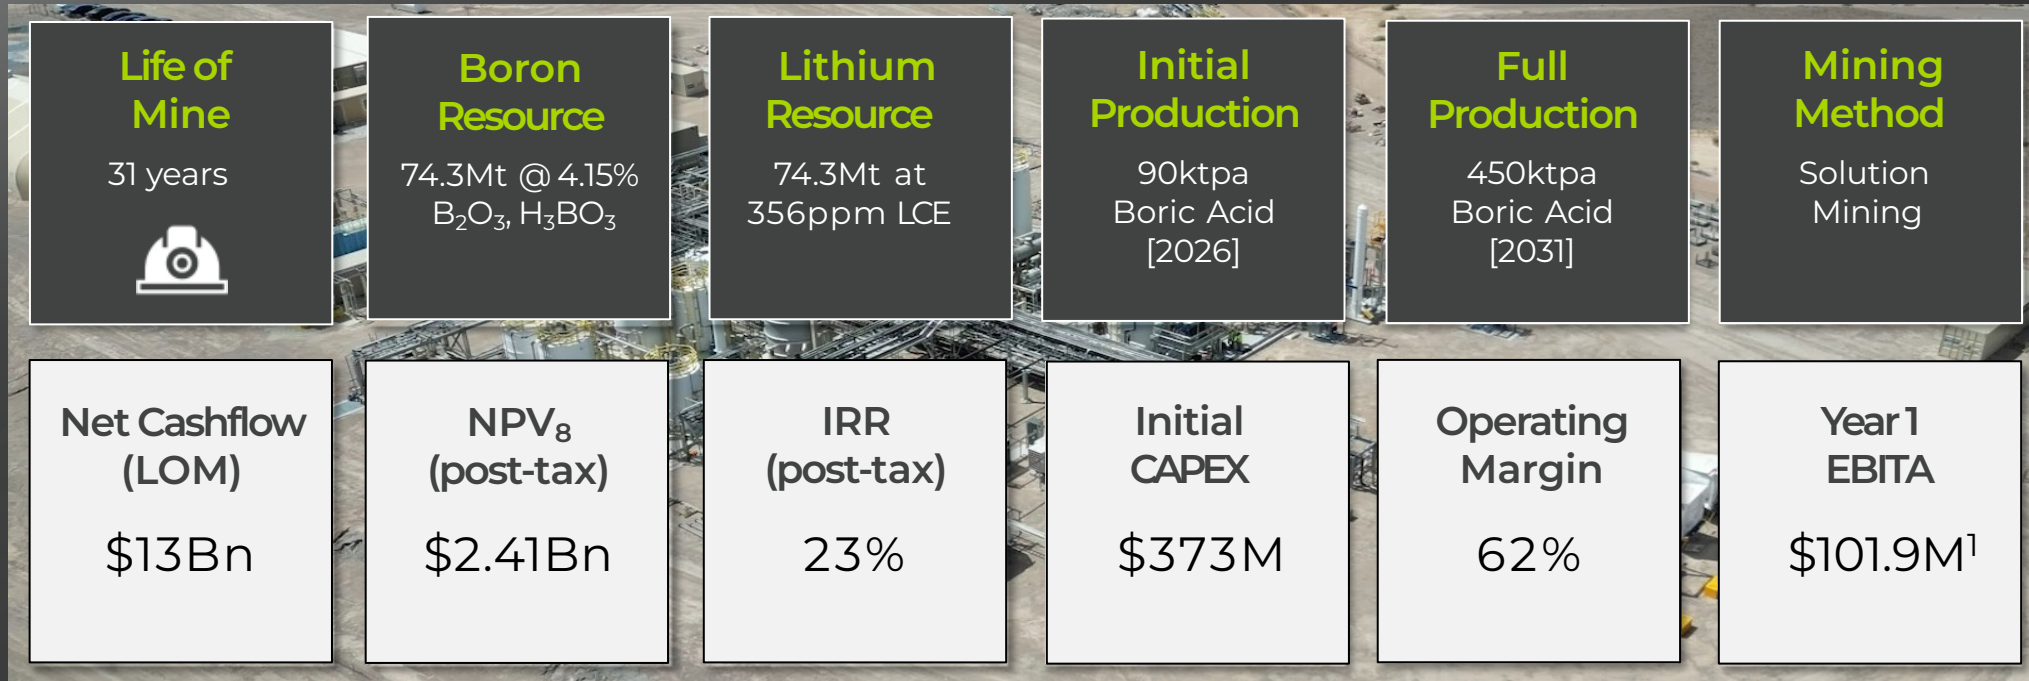 Life of
Mine
31 years
Boron
Resource
74.3Mt @ 4.15%
B₂O₃, H₃BO₃
Lithium
Resource
74.3Mt at
356ppm LCE
Initial
Production
90ktpa
Boric Acid
[2026]
Full
Production
450ktpa
Boric Acid
[2031]
Mining
Method
Solution
Mining
Net Cashflow
(LOM)
$13Bn
NPV₈
(post-tax)
$2.41Bn
IRR
(post-tax)
23%
Initial
CAPEX
$373M
Operating
Margin
62%
Year 1
EBITA
$101.9M¹